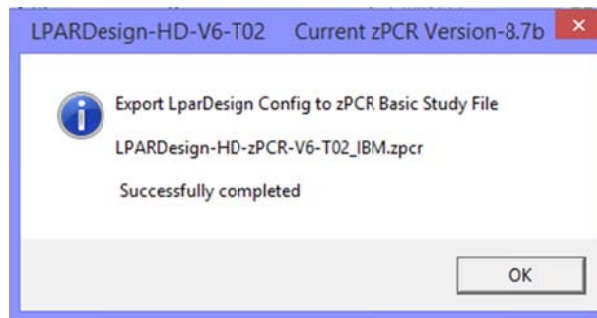 LPARDesign-HD-V6-T02 Current zPCR Version-8.7b
Export LparDesign Config to zPCR Basic Study File
LPARDesign-HD-zPCR-V6-T02_IBM.zpcr
Successfully completed
OK